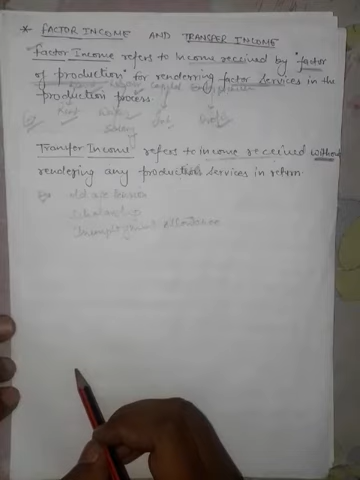 * FACTOR INCOME AND TRANSFER INCOME
Factor Income refers to Income received by "factor
of production" for rendering factor services in the
Capital
production process.
Rent Wages Int. Profit
Salary
Transfer Income refers to income received without
rendering any productive services in return.
Eg old age pension
Scholarship
Unemployment allowance